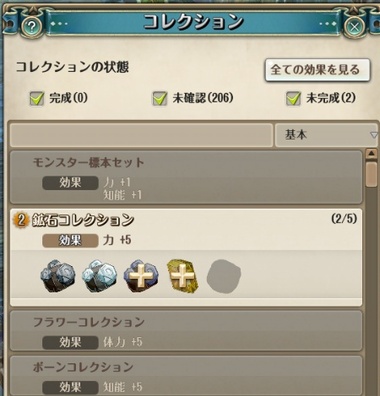 コレクション
コレクションの状態
全ての効果を見る
完成(0)
未確認(206)
未完成(2)
基本
モンスター標本セット
効果 力 +1
知能 +1
2 鉱石コレクション (2/5)
効果 力 +5
フラワーコレクション
効果 体力 +5
ボーンコレクション
効果 知能 +5